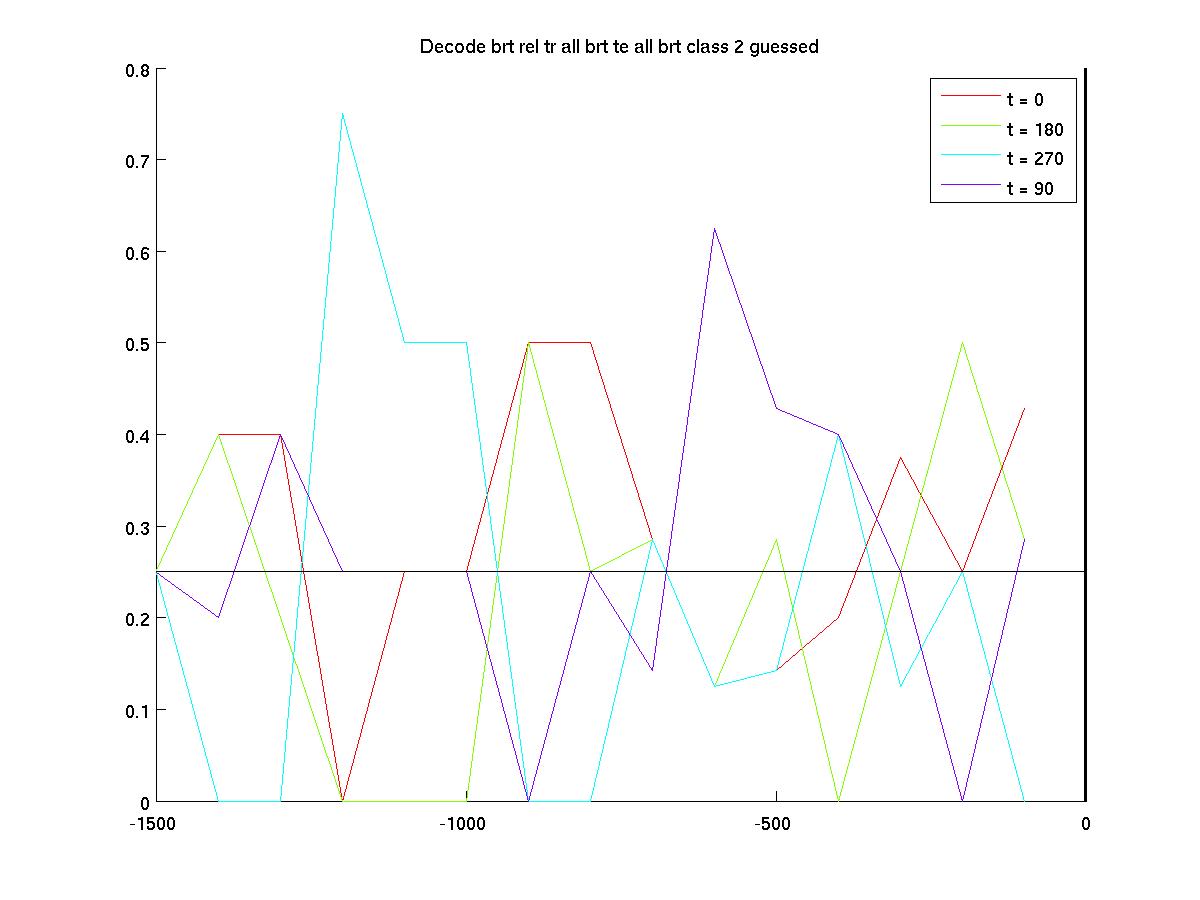 Decode brt rel tr all brt te all brt class 2 guessed
t = 0
t = 180
t = 270
t = 90
0.8
0.7
0.6
0.5
0.4
0.3
0.2
0.1
0
-1500
-1000
-500
0